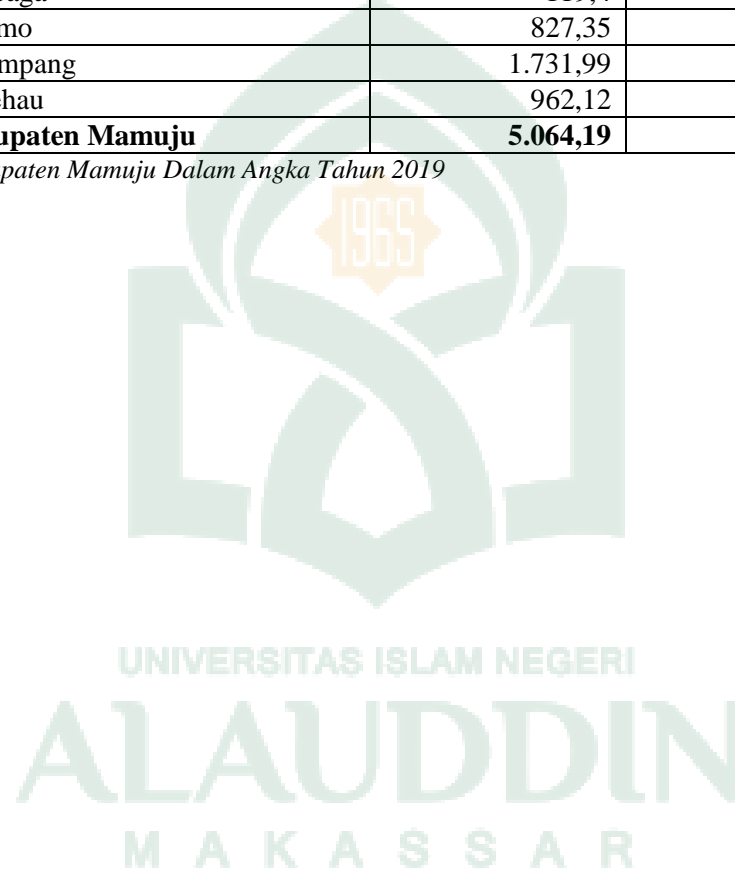 mo 827,35
mpang 1.731,99
hau 962,12
upaten Mamuju 5.064,19
paten Mamuju Dalam Angka Tahun 2019
1965
UNIVERSITAS ISLAM NEGERI
ALAUDDIN
MAKASSAR